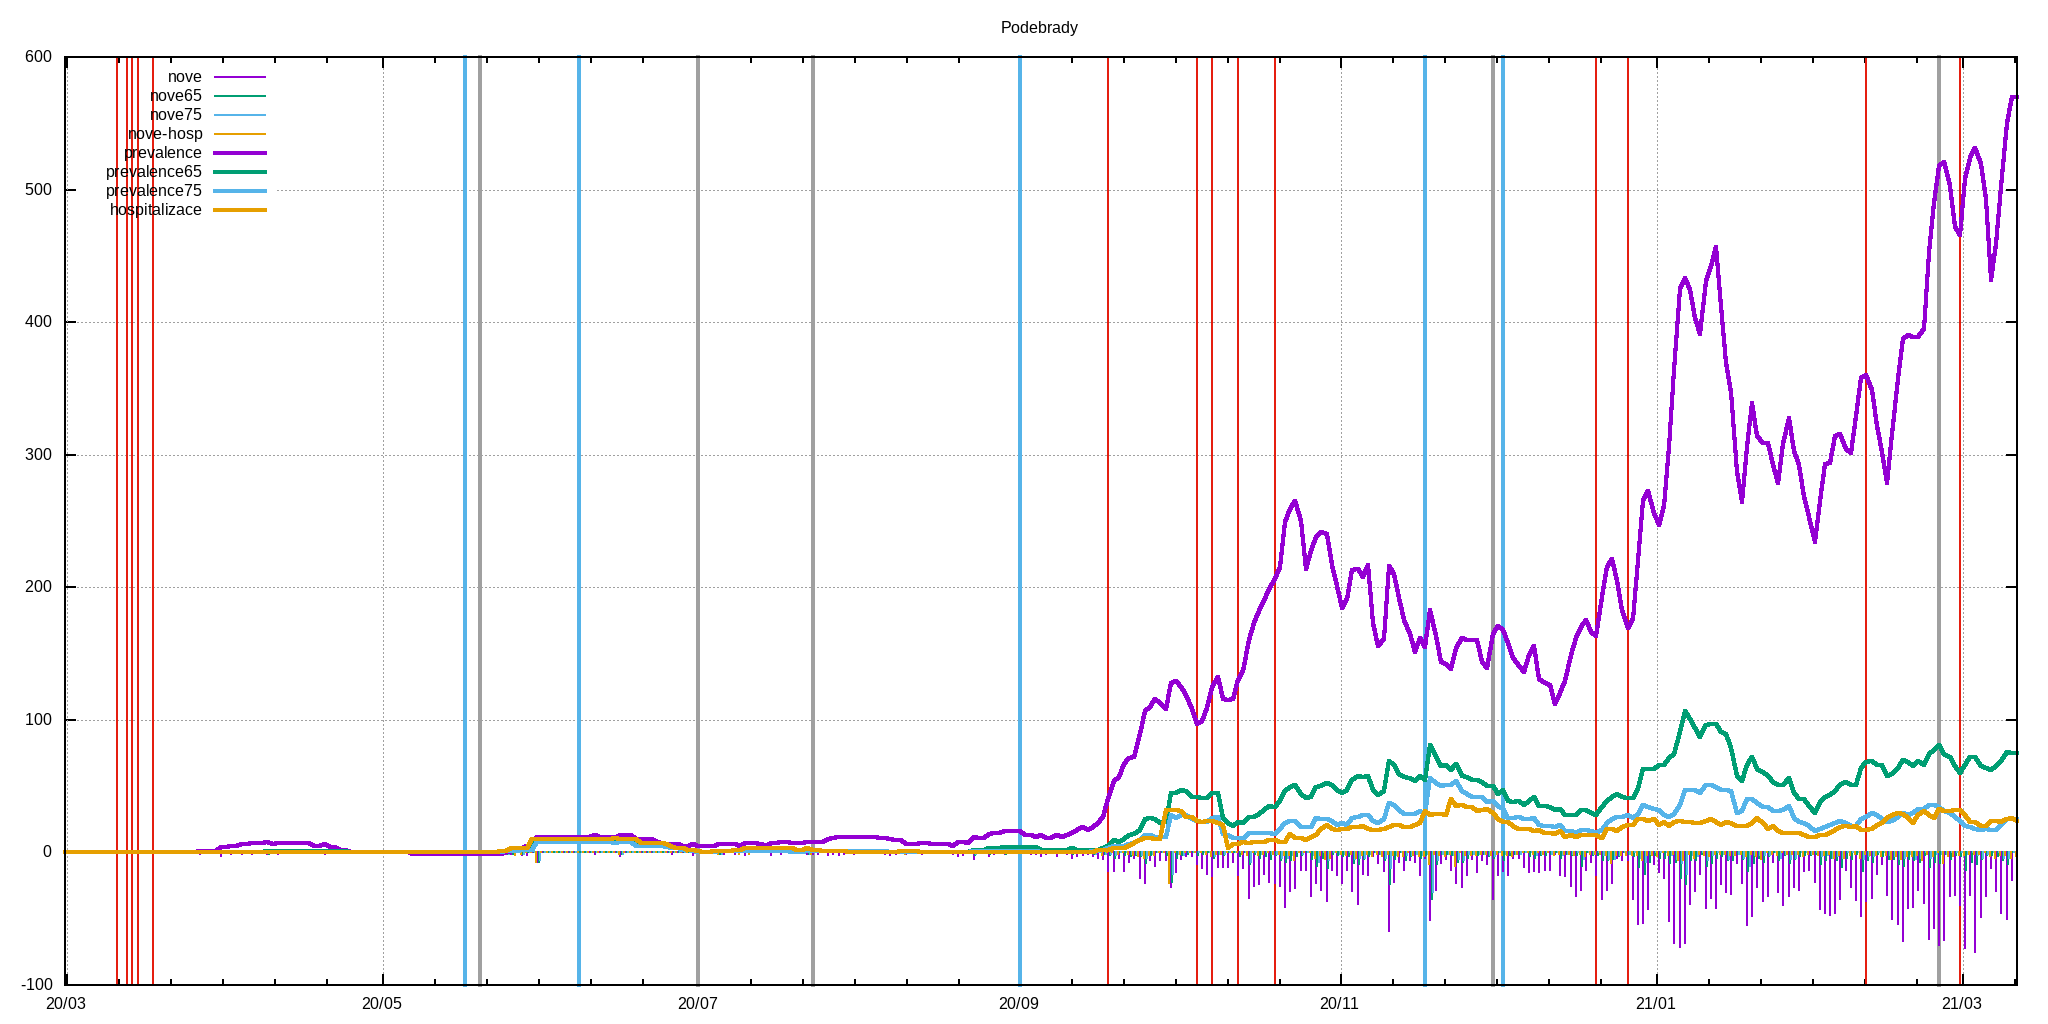 Podebrady
600
500
400
300
200
100
0
-100
nove
nove65
nove75
nove-hosp
prevalence
prevalence65
prevalence75
hospitalizace
20/03
20/05
20/07
20/09
20/11
21/01
21/03